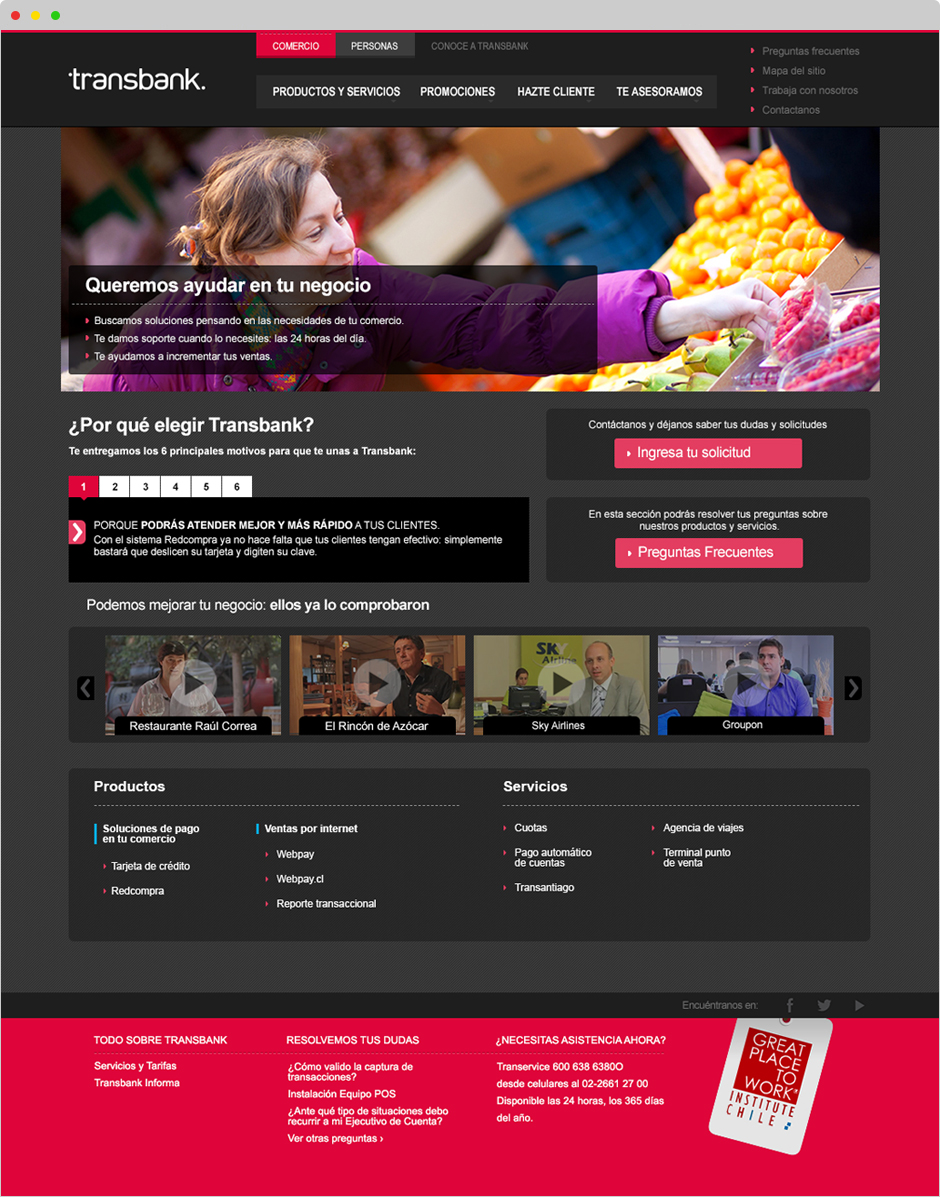 COMERCIO PERSONAS CONOCE A TRANSBANK
transbank.
PRODUCTOS Y SERVICIOS PROMOCIONES HAZTE CLIENTE TE ASESORAMOS
Preguntas frecuentes
Mapa del sitio
Trabaja con nosotros
Contactanos
Queremos ayudar en tu negocio
Buscamos soluciones pensando en las necesidades de tu comercio.
Te damos soporte cuando lo necesites: las 24 horas del día.
Te ayudamos a incrementar tus ventas.
¿Por qué elegir Transbank?
Te entregamos los 6 principales motivos para que te unas a Transbank:
1 2 3 4 5 6
PORQUE PODRÁS ATENDER MEJOR Y MÁS RÁPIDO A TUS CLIENTES.
Con el sistema Redcompra ya no hace falta que tus clientes tengan efectivo: simplemente
bastará que deslicen su tarjeta y digiten su clave.
Contáctanos y déjanos saber tus dudas y solicitudes
Ingresa tu solicitud
En esta sección podrás resolver tus preguntas sobre
nuestros productos y servicios.
Preguntas Frecuentes
Podemos mejorar tu negocio: ellos ya lo comprobaron
SKY
Airline
Restaurante Raúl Correa
El Rincón de Azócar
Sky Airlines
Groupon
Productos
Soluciones de pago
en tu comercio
Tarjeta de crédito
Redcompra
Ventas por internet
Webpay
Webpay.cl
Reporte transaccional
Servicios
Cuotas
Pago automático
de cuentas
Transantiago
Agencia de viajes
Terminal punto
de venta
Encuéntranos en:
TODO SOBRE TRANSBANK
Servicios y Tarifas
Transbank Informa
RESOLVEMOS TUS DUDAS
¿Cómo valido la captura de
transacciones?
Instalación Equipo POS
¿Ante qué tipo de situaciones debo
recurrir a mi Ejecutivo de Cuenta?
Ver otras preguntas ›
¿NECESITAS ASISTENCIA AHORA?
Transervice 600 638 6380O
desde celulares al 02-2661 27 00
Disponible las 24 horas, los 365 días
del año.
GREAT
PLACE
TO
WORK®
INSTITUTE
CHILE